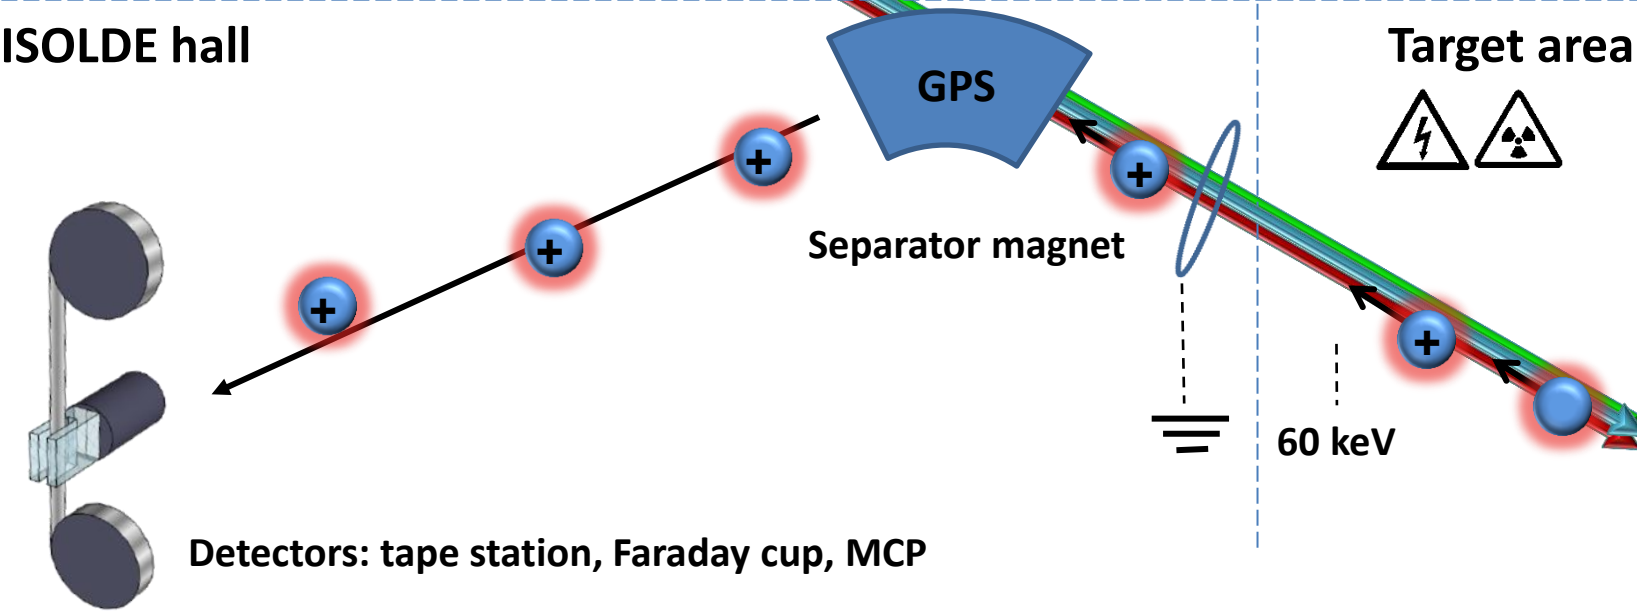 ISOLDE hall
GPS
Target area
+
+
+
+
+
Separator magnet
60 keV
Detectors: tape station, Faraday cup, MCP